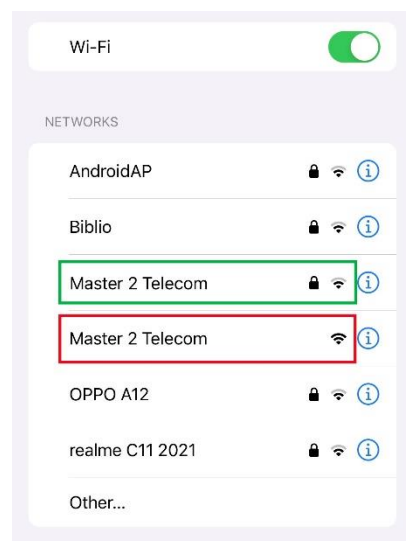 Wi-Fi
NETWORKS
AndroidAP
Biblio
Master 2 Telecom
Master 2 Telecom
OPPO A12
realme C11 2021
Other...